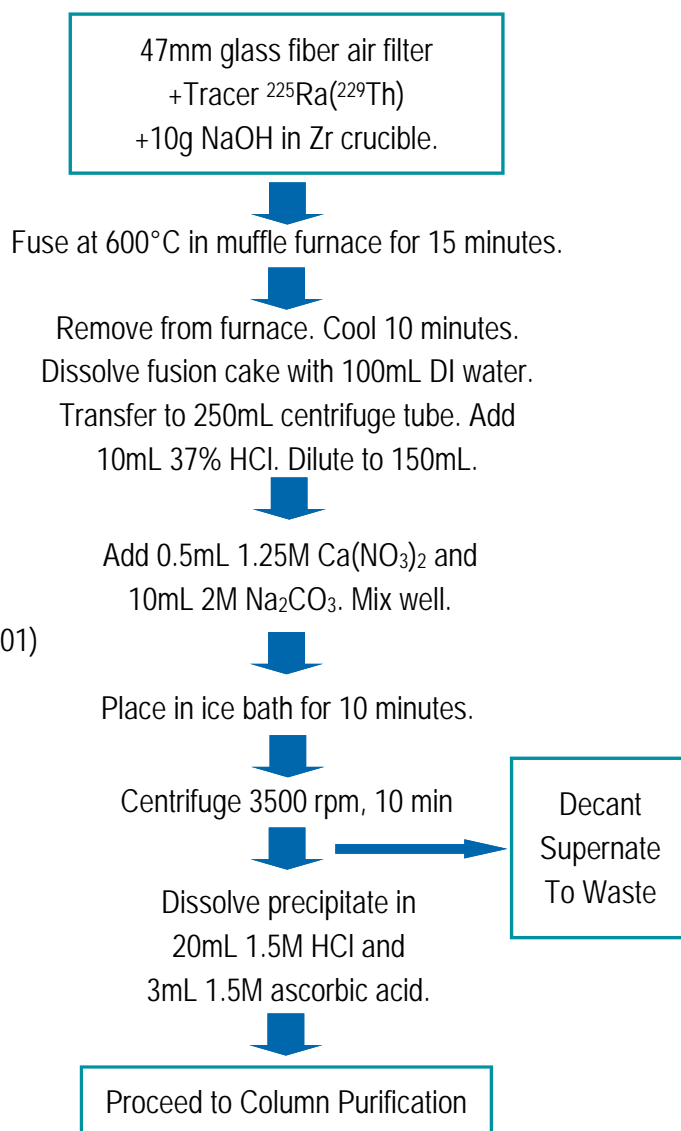 47mm glass fiber air filter
+Tracer ²²⁵Ra(²²⁹Th)
+10g NaOH in Zr crucible.
Fuse at 600°C in muffle furnace for 15 minutes.
Remove from furnace. Cool 10 minutes.
Dissolve fusion cake with 100mL DI water.
Transfer to 250mL centrifuge tube. Add
10mL 37% HCl. Dilute to 150mL.
Add 0.5mL 1.25M Ca(NO₃)₂ and
10mL 2M Na₂CO₃. Mix well.
01)
Place in ice bath for 10 minutes.
Centrifuge 3500 rpm, 10 min
Decant
Supernate
To Waste
Dissolve precipitate in
20mL 1.5M HCl and
3mL 1.5M ascorbic acid.
Proceed to Column Purification